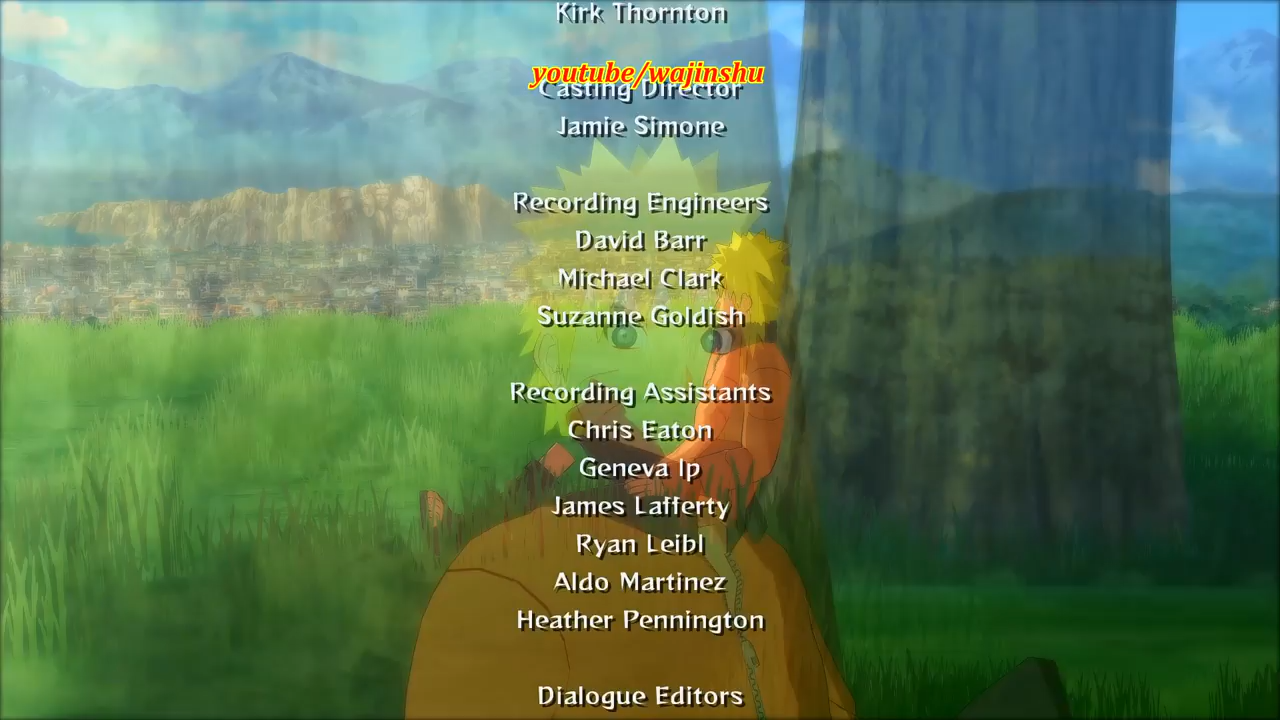 Kirk Thornton
youtube/wajinshu
Casting Director
Jamie Simone
Recording Engineers
David Barr
Michael Clark
Suzanne Goldish
Recording Assistants
Chris Eaton
Geneva Ip
James Lafferty
Ryan Leibl
Aldo Martinez
Heather Pennington
Dialogue Editors